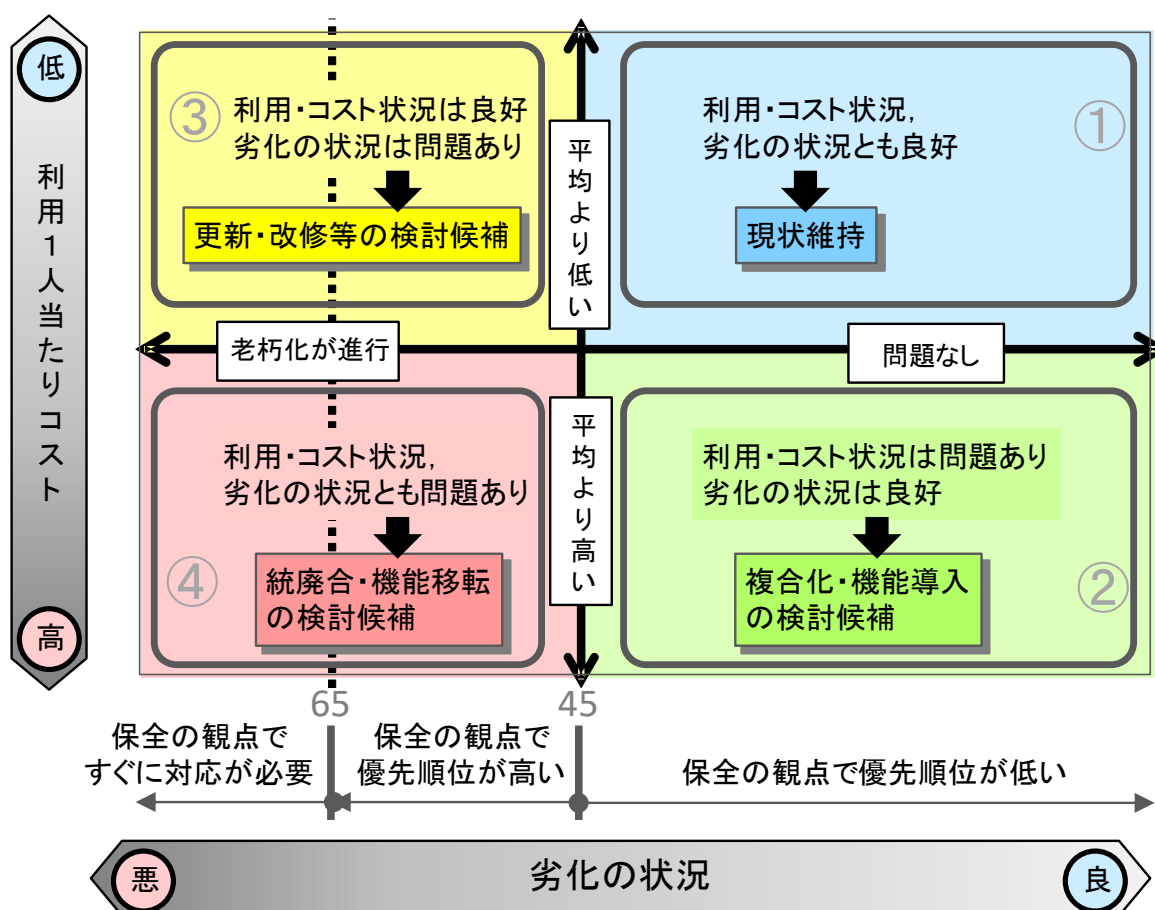 低
利用1人当たりコスト
高
③
利用・コスト状況は良好
劣化の状況は問題あり
更新・改修等の検討候補
平均より低い
①
利用・コスト状況,
劣化の状況とも良好
現状維持
老朽化が進行
問題なし
④
利用・コスト状況,
劣化の状況とも問題あり
統廃合・機能移転
の検討候補
平均より高い
②
利用・コスト状況は問題あり
劣化の状況は良好
複合化・機能導入
の検討候補
65
45
保全の観点で
すぐに対応が必要
保全の観点で
優先順位が高い
保全の観点で優先順位が低い
悪
劣化の状況
良